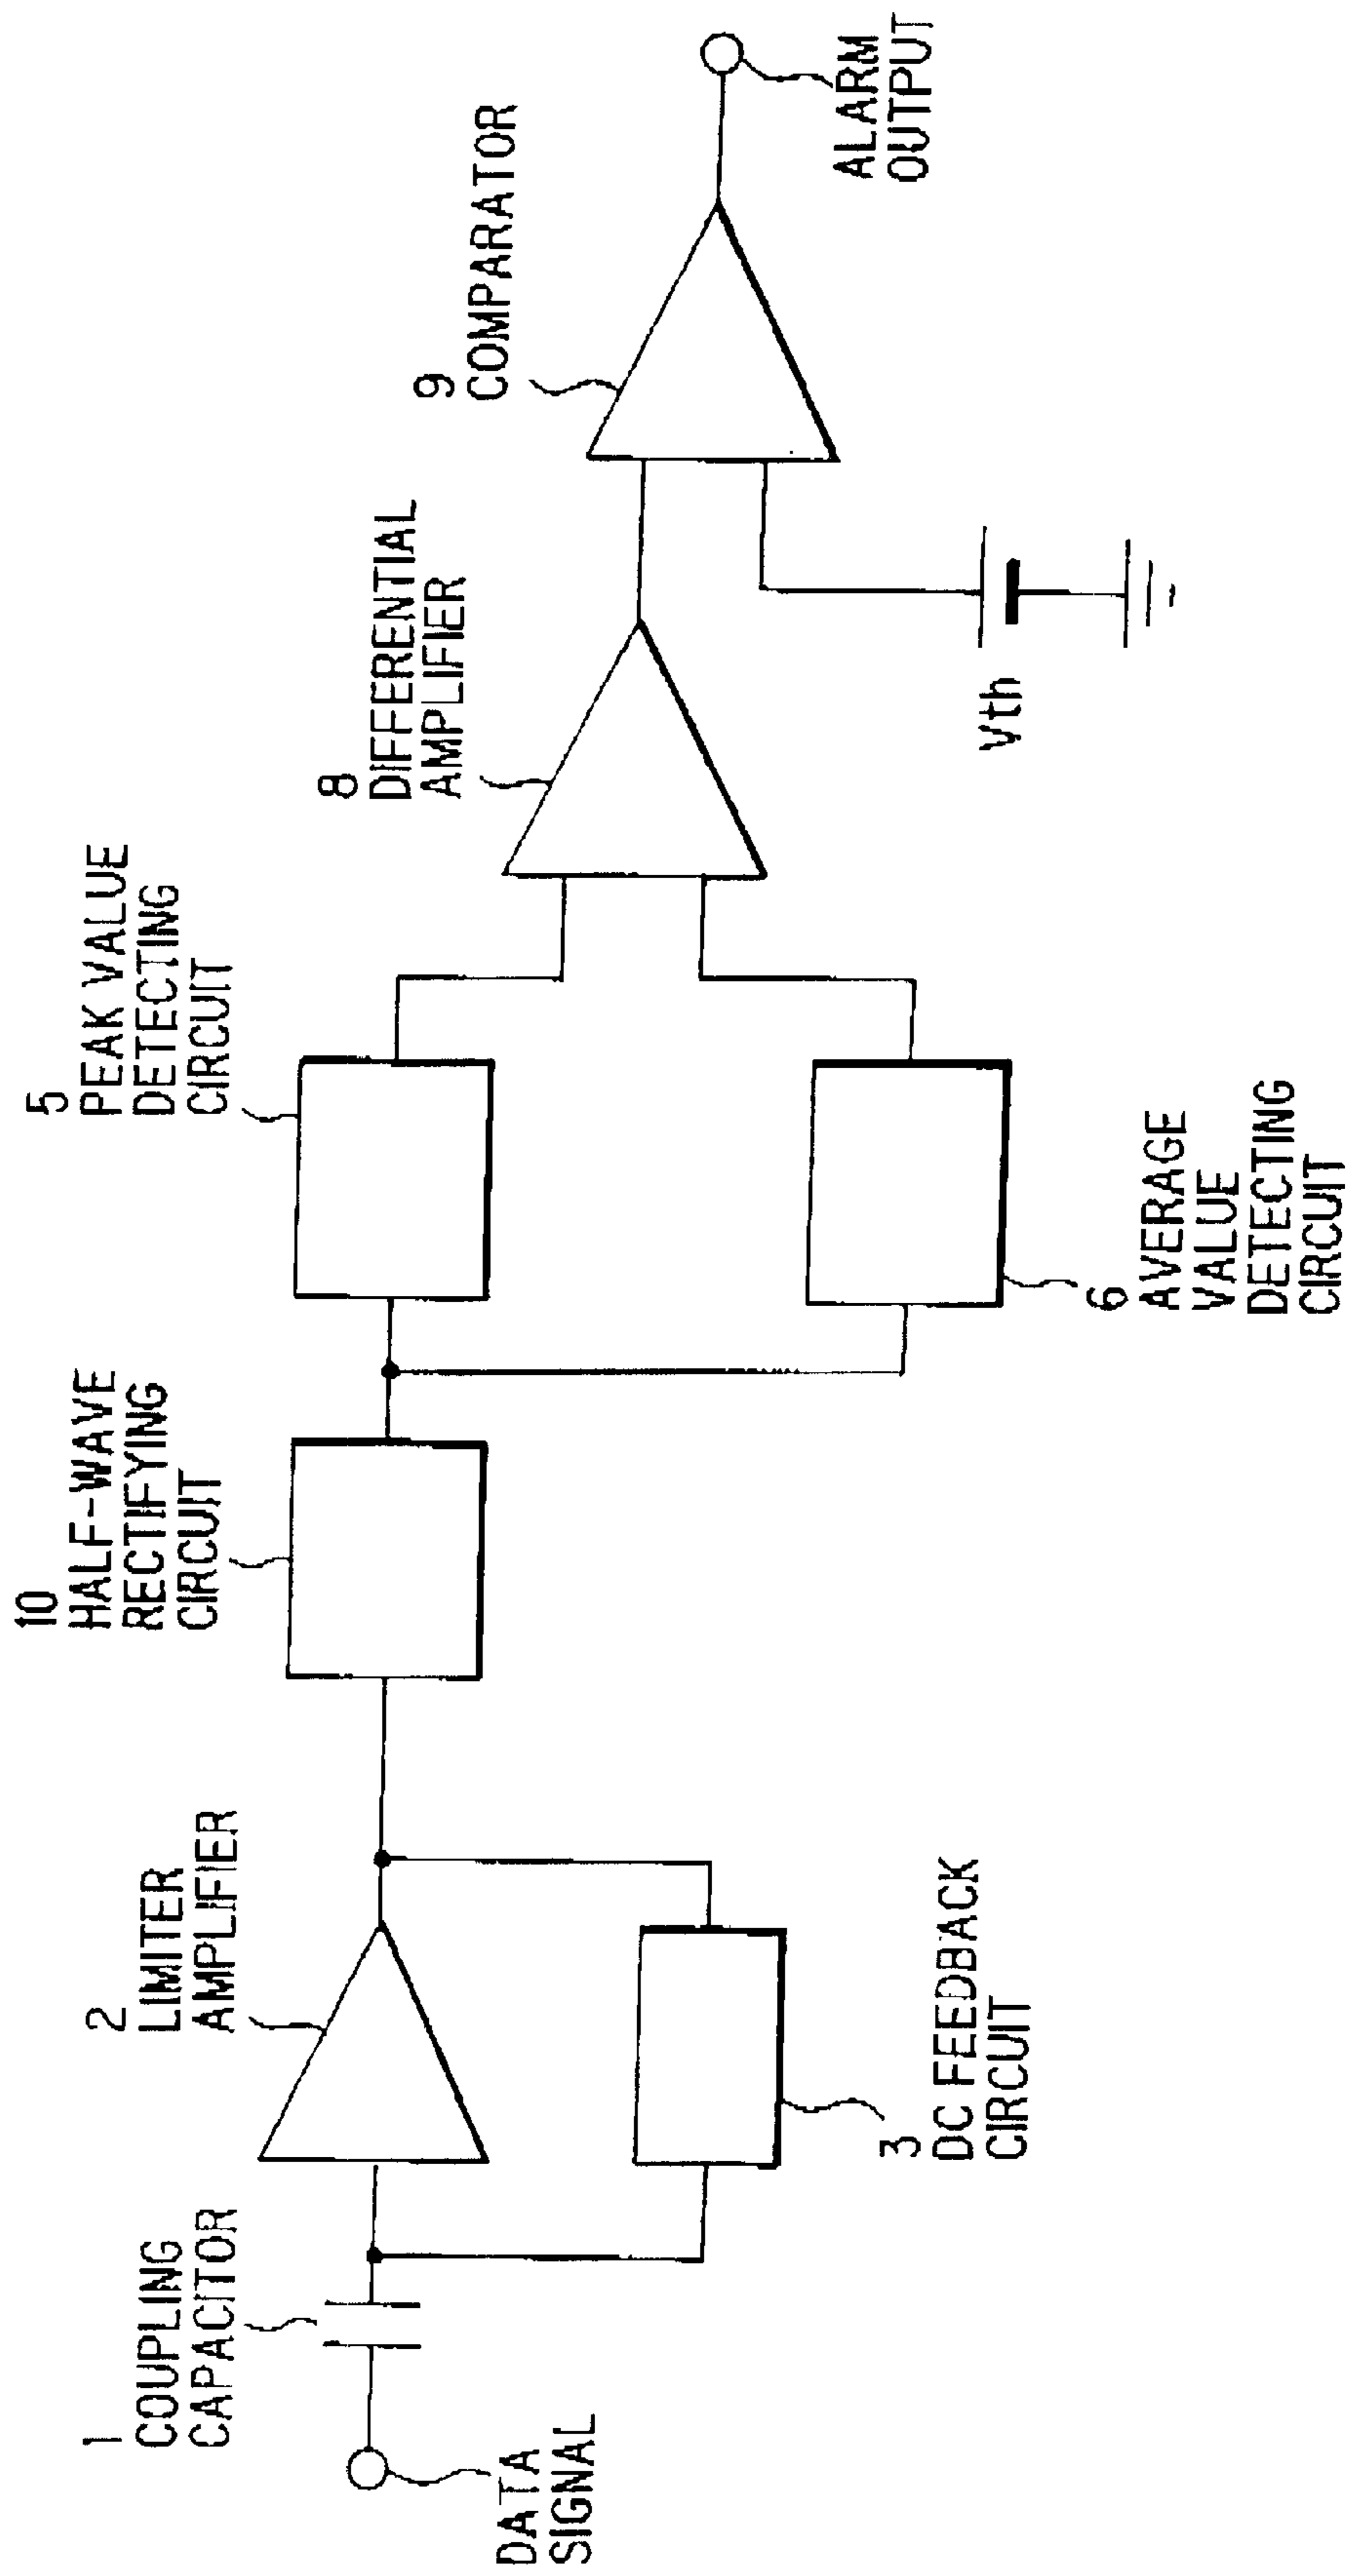 1
COUPLING
CAPACITOR
DATA
SIGNAL
2
LIMITER
AMPLIFIER
3
DC FEEDBACK
CIRCUIT
10
HALF-WAVE
RECTIFYING
CIRCUIT
5
PEAK VALUE
DETECTING
CIRCUIT
6
AVERAGE
VALUE
DETECTING
CIRCUIT
8
DIFFERENTIAL
AMPLIFIER
Vth
9
COMPARATOR
ALARM
OUTPUT